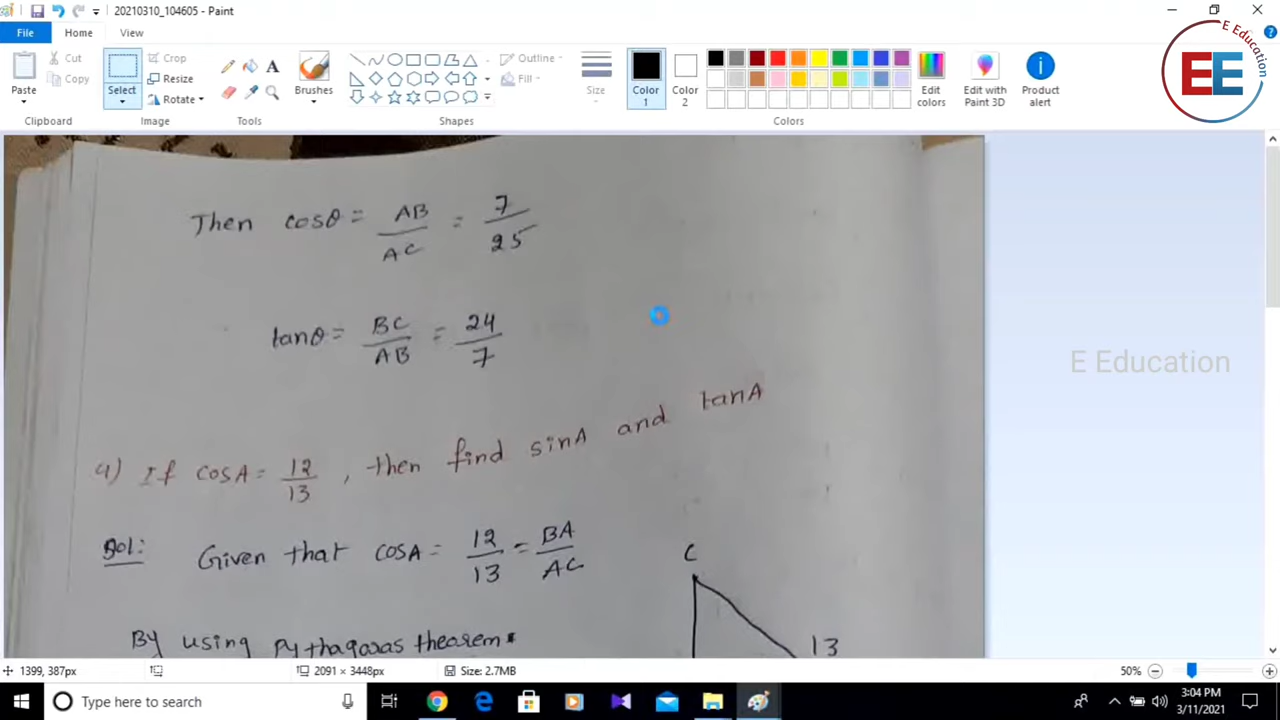 20210310_104605 - Paint
File Home View
Paste Cut Copy Clipboard
Select Crop Resize Rotate Image
A Tools
Brushes
Outline Fill Shapes
Size
Color 1 Color 2 Edit colors Colors
Edit with Paint 3D
Product alert
E Education
EE
Then cosθ = AB/AC = 7/25
tanθ = BC/AB = 24/7
E Education
4) If cosA = 12/13, then find sinA and tanA
Sol: Given that cosA = 12/13 = BA/AC
C
By using Pythagoras theorem
13
1399, 387px 2091 × 3448px Size: 2.7MB 50%
Type here to search
3:04 PM
3/11/2021